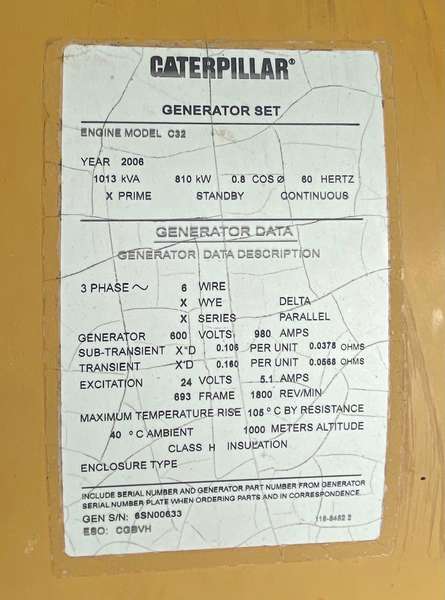 CATERPILLAR®
GENERATOR SET
ENGINE MODEL C32
YEAR 2006
1013 kVA 810 kW 0.8 COS Ø 60 HERTZ
X PRIME STANDBY CONTINUOUS
GENERATOR DATA
GENERATOR DATA DESCRIPTION
3 PHASE ~ 6 WIRE
X WYE DELTA
X SERIES PARALLEL
GENERATOR 600 VOLTS 980 AMPS
SUB-TRANSIENT X"D 0.106 PER UNIT 0.0378 OHMS
TRANSIENT X'D 0.160 PER UNIT 0.0568 OHMS
EXCITATION 24 VOLTS 5.1 AMPS
693 FRAME 1800 REV/MIN
MAXIMUM TEMPERATURE RISE 105 °C BY RESISTANCE
40 °C AMBIENT 1000 METERS ALTITUDE
CLASS H INSULATION
ENCLOSURE TYPE
INCLUDE SERIAL NUMBER AND GENERATOR PART NUMBER FROM GENERATOR
SERIAL NUMBER PLATE WHEN ORDERING PARTS AND IN CORRESPONDENCE.
GEN S/N: 6SN00633
ESO: CGBVH 116-8482 2